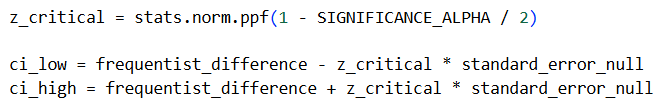 z_critical = stats.norm.ppf(1 - SIGNIFICANCE_ALPHA / 2)
ci_low = frequentist_difference - z_critical * standard_error_null
ci_high = frequentist_difference + z_critical * standard_error_null